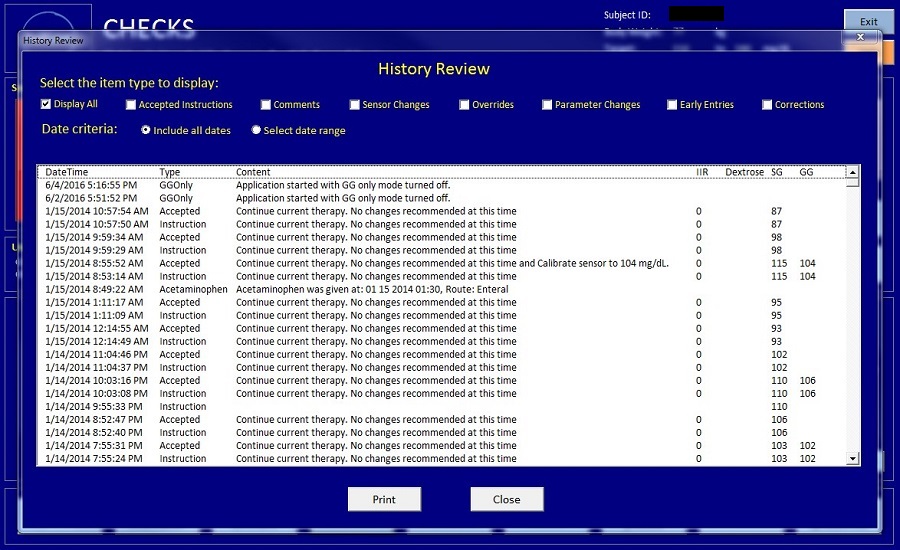 CHECKS
Subject ID:
Exit
History Review
History Review
Select the item type to display:
Display All Accepted Instructions Comments Sensor Changes Overrides Parameter Changes Early Entries Corrections
Date criteria: Include all dates Select date range
DateTime Type Content IIR Dextrose SG GG
6/4/2016 5:16:55 PM GGOnly Application started with GG only mode turned off.
6/2/2016 5:51:52 PM GGOnly Application started with GG only mode turned off.
1/15/2014 10:57:54 AM Accepted Continue current therapy. No changes recommended at this time 0 87
1/15/2014 10:57:50 AM Instruction Continue current therapy. No changes recommended at this time 0 87
1/15/2014 9:59:34 AM Accepted Continue current therapy. No changes recommended at this time 0 98
1/15/2014 9:59:29 AM Instruction Continue current therapy. No changes recommended at this time 0 98
1/15/2014 8:55:52 AM Accepted Continue current therapy. No changes recommended at this time and Calibrate sensor to 104 mg/dL. 0 115 104
1/15/2014 8:53:14 AM Instruction Continue current therapy. No changes recommended at this time 0 115 104
1/15/2014 8:49:22 AM Acetaminophen Acetaminophen was given at: 01 15 2014 01:30, Route: Enteral
1/15/2014 1:11:17 AM Accepted Continue current therapy. No changes recommended at this time 0 95
1/15/2014 1:11:09 AM Instruction Continue current therapy. No changes recommended at this time 0 95
1/15/2014 12:14:55 AM Accepted Continue current therapy. No changes recommended at this time 0 93
1/15/2014 12:14:49 AM Instruction Continue current therapy. No changes recommended at this time 0 93
1/14/2014 11:04:46 PM Accepted Continue current therapy. No changes recommended at this time 0 102
1/14/2014 11:04:37 PM Instruction Continue current therapy. No changes recommended at this time 0 102
1/14/2014 10:03:16 PM Accepted Continue current therapy. No changes recommended at this time 0 110 106
1/14/2014 10:03:08 PM Instruction Continue current therapy. No changes recommended at this time 0 110 106
1/14/2014 9:55:33 PM Instruction 110
1/14/2014 8:52:47 PM Accepted Continue current therapy. No changes recommended at this time 0 106
1/14/2014 8:52:40 PM Instruction Continue current therapy. No changes recommended at this time 0 106
1/14/2014 7:55:31 PM Accepted Continue current therapy. No changes recommended at this time 0 103 102
1/14/2014 7:55:24 PM Instruction Continue current therapy. No changes recommended at this time 0 103 102
Print Close